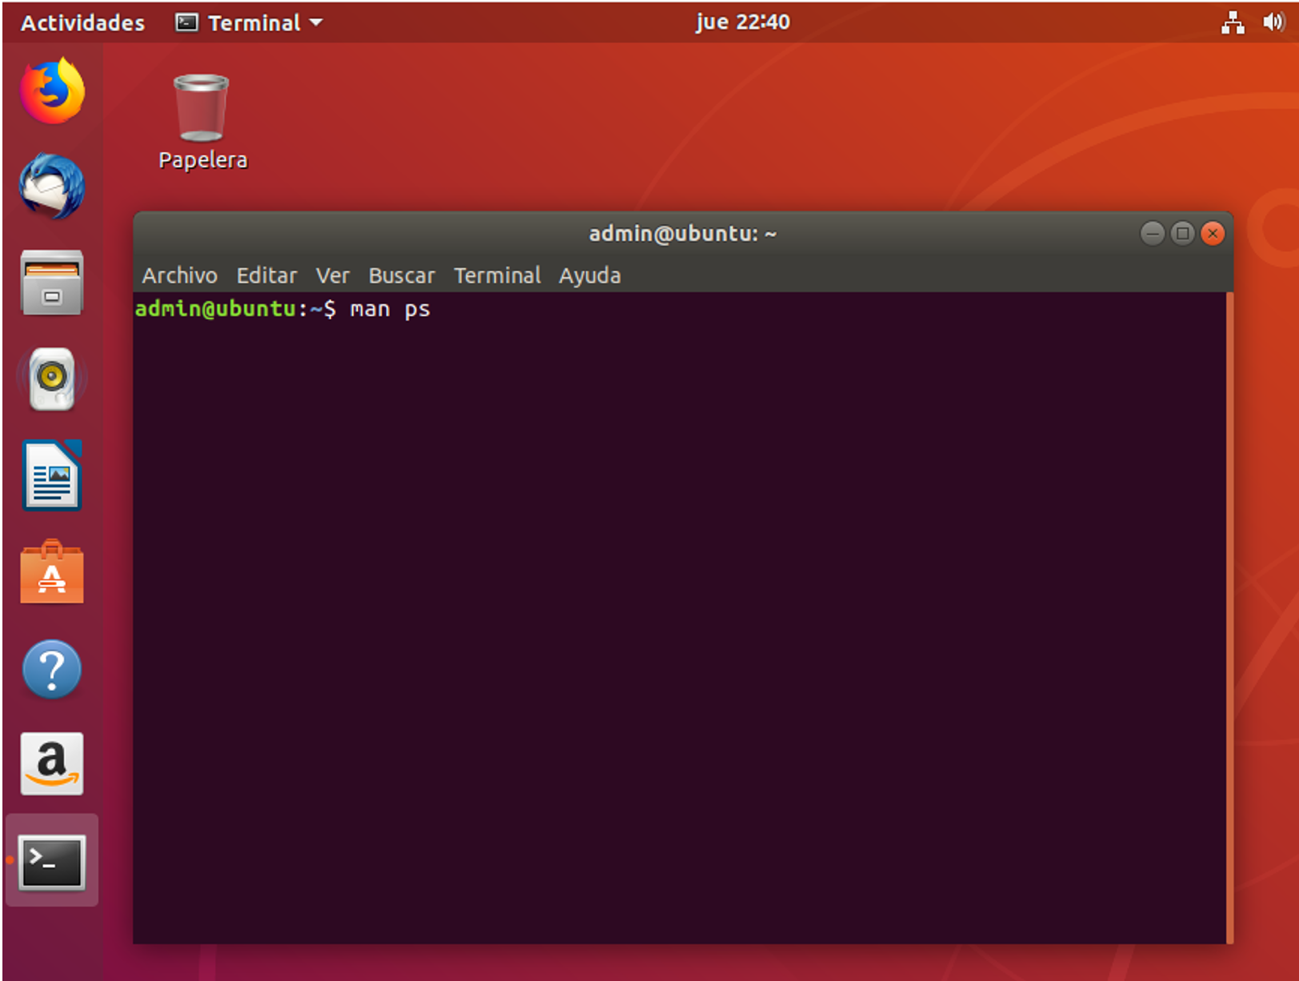 Actividades Terminal jue 22:40
Papelera
admin@ubuntu: ~
Archivo Editar Ver Buscar Terminal Ayuda
admin@ubuntu:~$ man ps